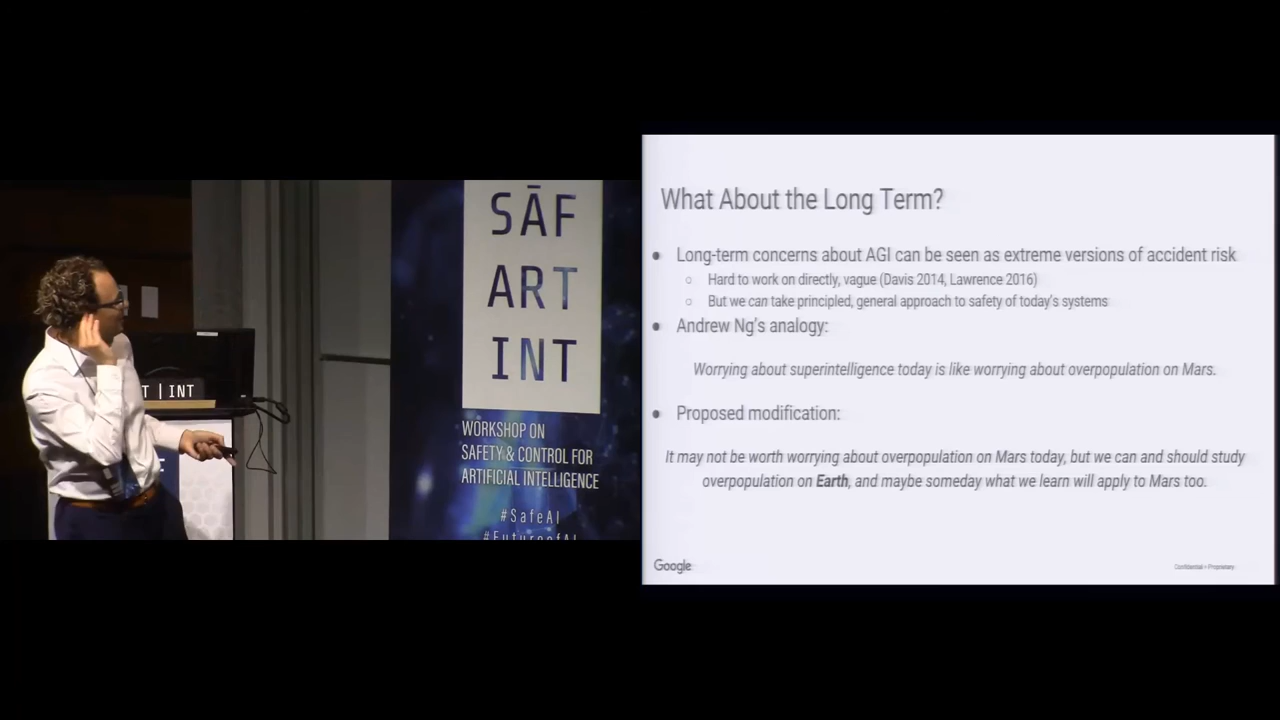 SĀF
ART
INT
WORKSHOP ON
SAFETY & CONTROL FOR
ARTIFICIAL INTELLIGENCE
#SafeAI
#FutureofAI
T | INT
What About the Long Term?
• Long-term concerns about AGI can be seen as extreme versions of accident risk
○ Hard to work on directly, vague (Davis 2014, Lawrence 2016)
○ But we can take principled, general approach to safety of today's systems
• Andrew Ng's analogy:
Worrying about superintelligence today is like worrying about overpopulation on Mars.
• Proposed modification:
It may not be worth worrying about overpopulation on Mars today, but we can and should study
overpopulation on Earth, and maybe someday what we learn will apply to Mars too.
Google
Confidential + Proprietary